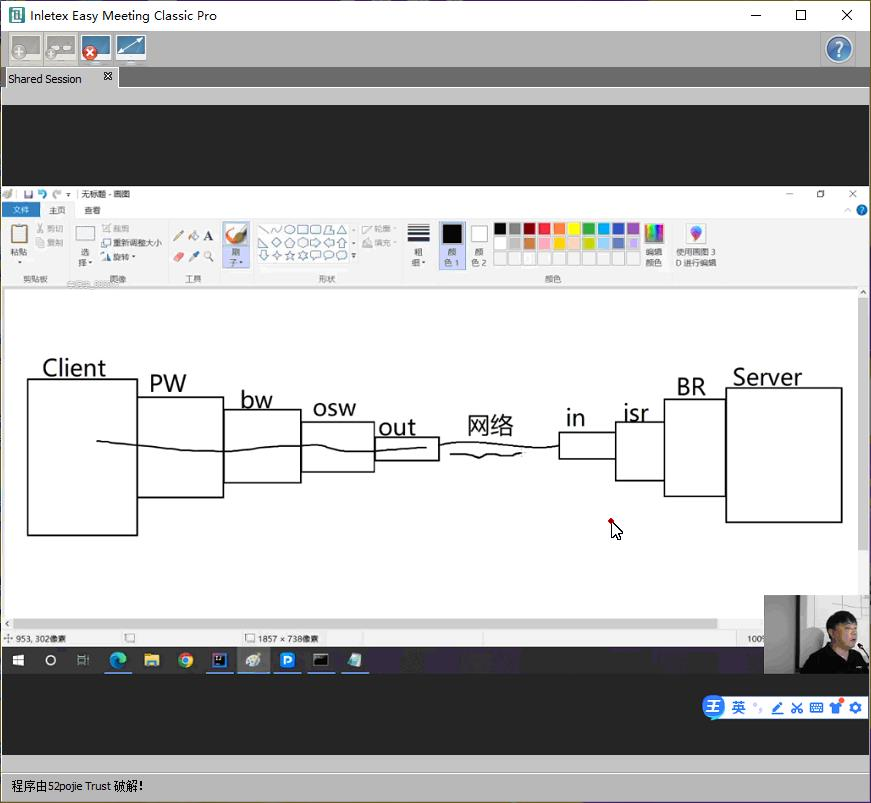 Inletex Easy Meeting Classic Pro
Shared Session
无标题 - 画图
文件 主页 查看
剪切
复制
粘贴
剪贴板
裁剪
重新调整大小
旋转
选择
图像
A
工具
刷子
轮廓
填充
形状
粗细
颜色 1
颜色 2
编辑颜色
颜色
使用画图 3D 进行编辑
Client
PW
bw
osw
out
网络
in
isr
BR
Server
953, 302像素
1857 × 738像素
100%
王 英
程序由52pojie Trust 破解！